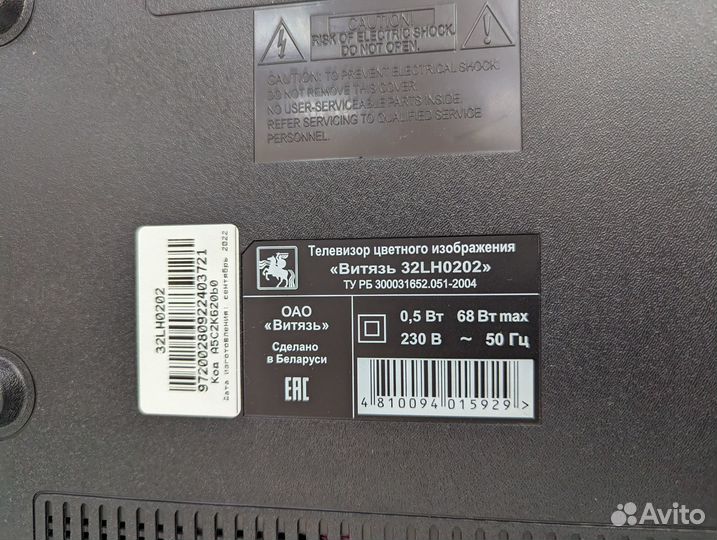 CAUTION!
RISK OF ELECTRIC SHOCK.
DO NOT OPEN.
CAUTION: TO PREVENT ELECTRICAL SHOCK.
DO NOT REMOVE THIS COVER.
NO USER-SERVICEABLE PARTS INSIDE.
REFER SERVICING TO QUALIFIED SERVICE
PERSONNEL.
32LH0202
97200280922403721
Код A5C2K620b0
Дата изготовления: сентябрь 2022
Телевизор цветного изображения
«Витязь 32LH0202»
ТУ РБ 300031652.051-2004
ОАО
«Витязь»
Сделано
в Беларуси
EAC
0,5 Вт 68 Вт max
230 В ~ 50 Гц
4 810094 015929 >
Avito